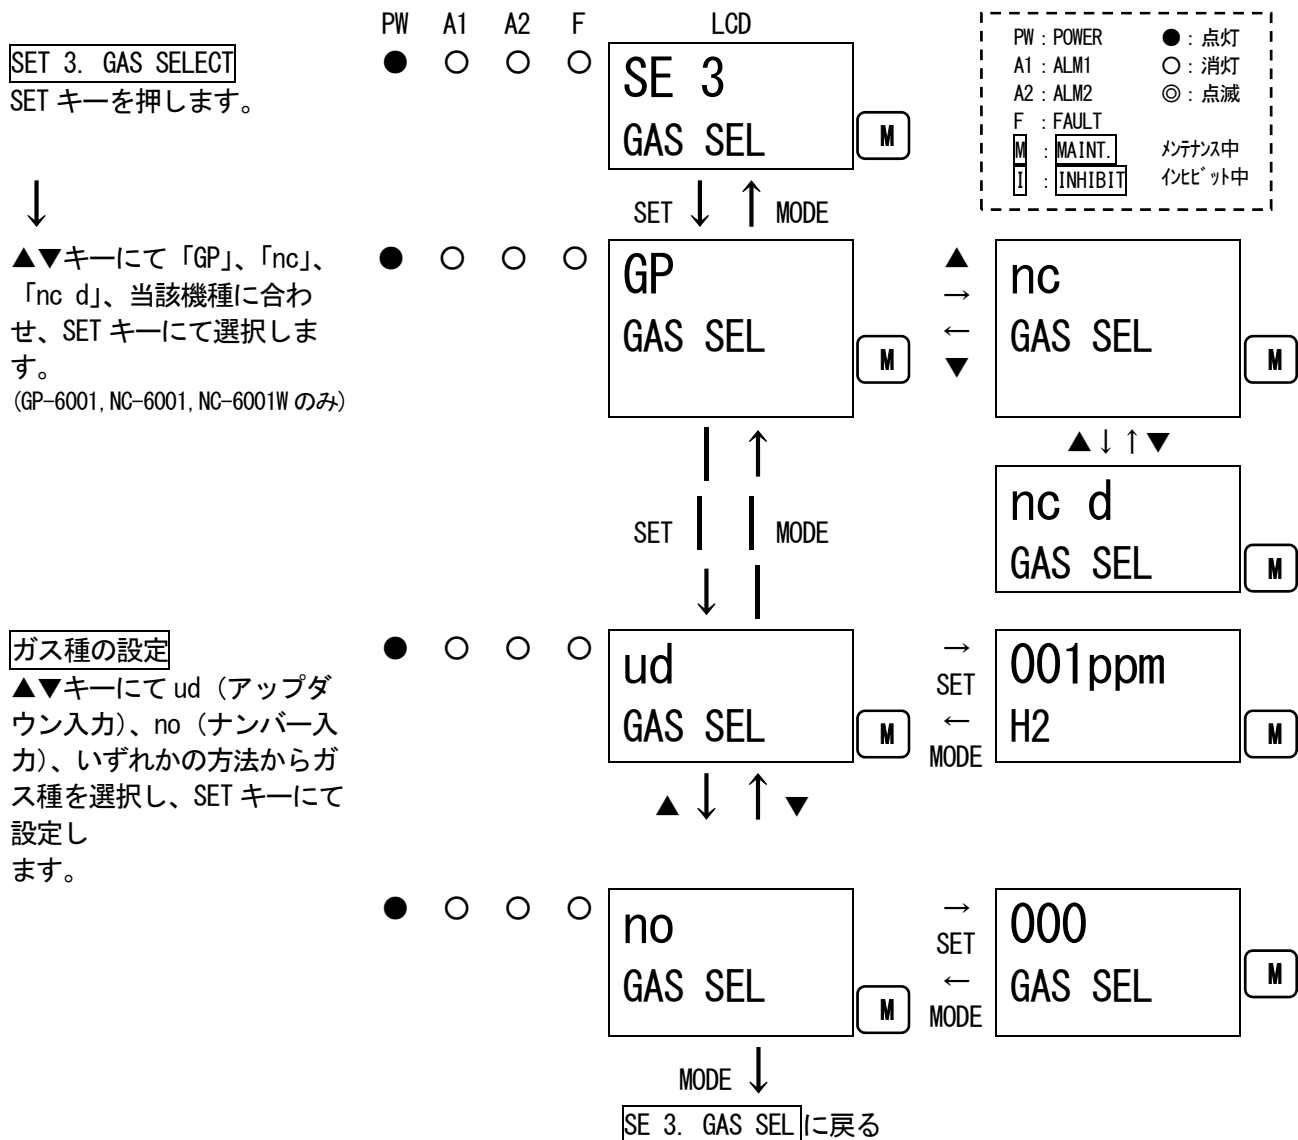 PW A1 A2 F LCD
SET 3. GAS SELECT
SET キーを押します。
● ○ ○ ○
SE 3
GAS SEL
M
PW : POWER ● : 点灯
A1 : ALM1 ○ : 消灯
A2 : ALM2 ◎ : 点滅
F : FAULT
M : MAINT. ﾒﾝﾃﾅﾝｽ中
I : INHIBIT ｲﾝﾋﾋﾞｯﾄ中
↓
SET ↓ ↑ MODE
▲▼キーにて「GP」、「nc」、
「nc d」、当該機種に合わ
せ、SET キーにて選択しま
す。
(GP-6001,NC-6001,NC-6001W のみ)
● ○ ○ ○
GP
GAS SEL
M
▲
→
←
▼
nc
GAS SEL
M
▲↓↑▼
nc d
GAS SEL
M
SET ↓ ↑ MODE
ガス種の設定
▲▼キーにて ud（アップダ
ウン入力）、no（ナンバー入
力）、いずれかの方法からガ
ス種を選択し、SET キーにて
設定し
ます。
● ○ ○ ○
ud
GAS SEL
M
→
SET
←
MODE
001ppm
H2
M
▲ ↓ ↑ ▼
● ○ ○ ○
no
GAS SEL
M
→
SET
←
MODE
000
GAS SEL
M
MODE ↓
SE 3. GAS SEL に戻る